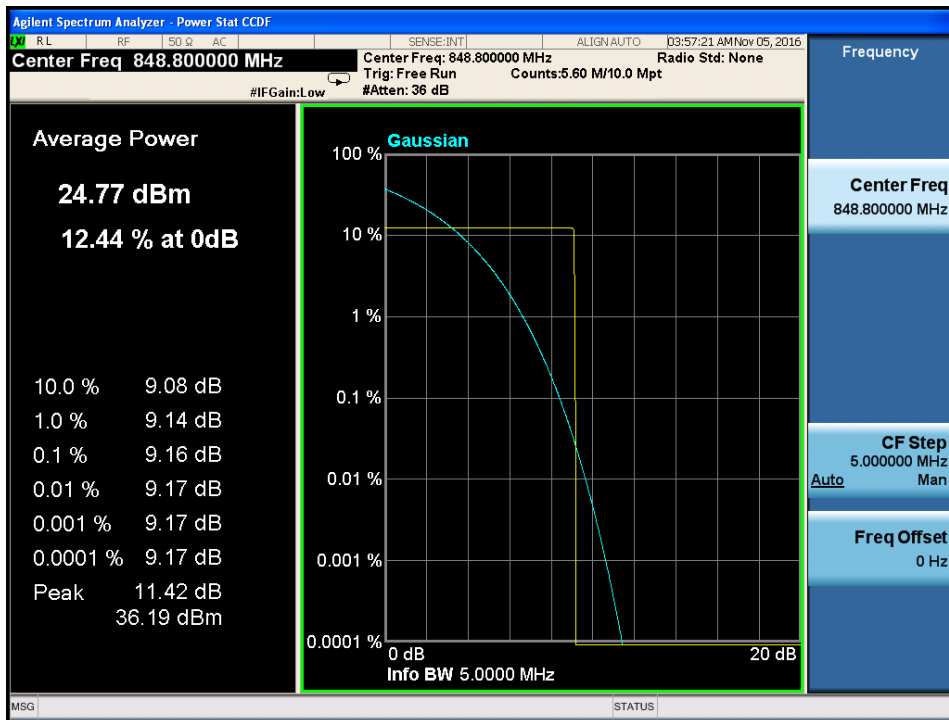 Agilent Spectrum Analyzer - Power Stat CCDF
LXI RL RF 50 Ω AC SENSE:INT ALIGN AUTO 03:57:21 AM Nov 05, 2016
Center Freq 848.800000 MHz
#IFGain:Low
Center Freq: 848.800000 MHz Radio Std: None
Trig: Free Run Counts:5.60 M/10.0 Mpt
#Atten: 36 dB
Average Power
24.77 dBm
12.44 % at 0dB
10.0 % 9.08 dB
1.0 % 9.14 dB
0.1 % 9.16 dB
0.01 % 9.17 dB
0.001 % 9.17 dB
0.0001 % 9.17 dB
Peak 11.42 dB
36.19 dBm
Gaussian
100 %
10 %
1 %
0.1 %
0.01 %
0.001 %
0.0001 %
0 dB 20 dB
Info BW 5.0000 MHz
Frequency
Center Freq
848.800000 MHz
CF Step
5.000000 MHz
Auto Man
Freq Offset
0 Hz
MSG STATUS